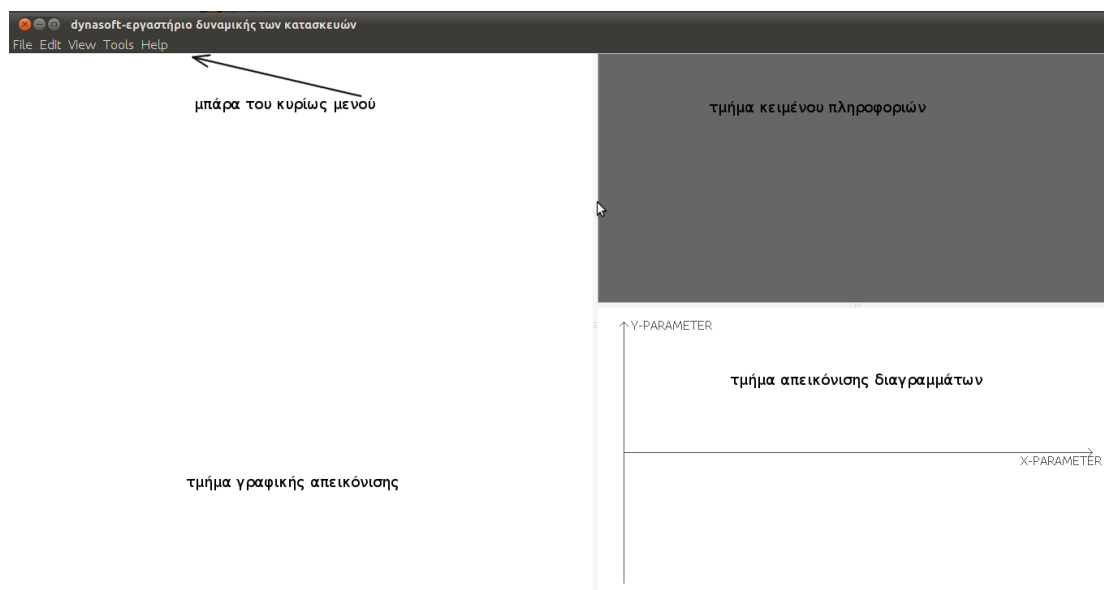 dynasoft-εργαστήριο δυναμικής των κατασκευών
File Edit View Tools Help
μπάρα του κυρίως μενού
τμήμα κειμένου πληροφοριών
Y-PARAMETER
τμήμα απεικόνισης διαγραμμάτων
X-PARAMETER
τμήμα γραφικής απεικόνισης